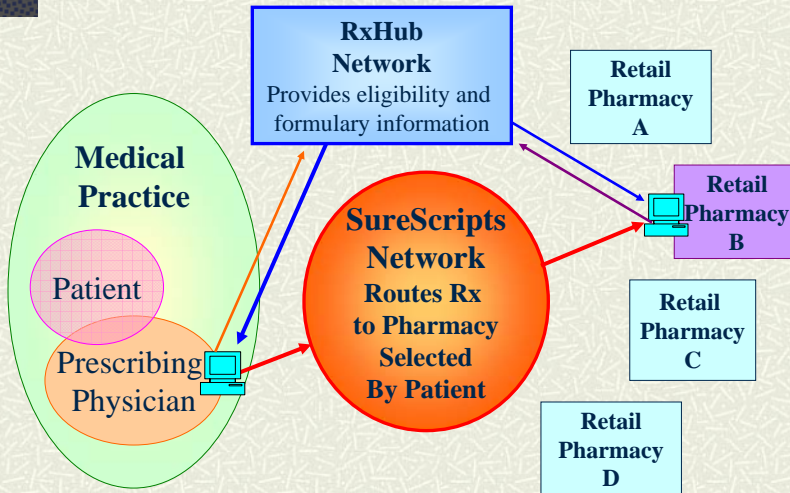 RxHub
Network
Provides eligibility and
formulary information
Retail
Pharmacy
A
Medical
Practice
Retail
Pharmacy
B
SureScripts
Network
Routes Rx
to Pharmacy
Selected
By Patient
Patient
Retail
Pharmacy
C
Prescribing
Physician
Retail
Pharmacy
D